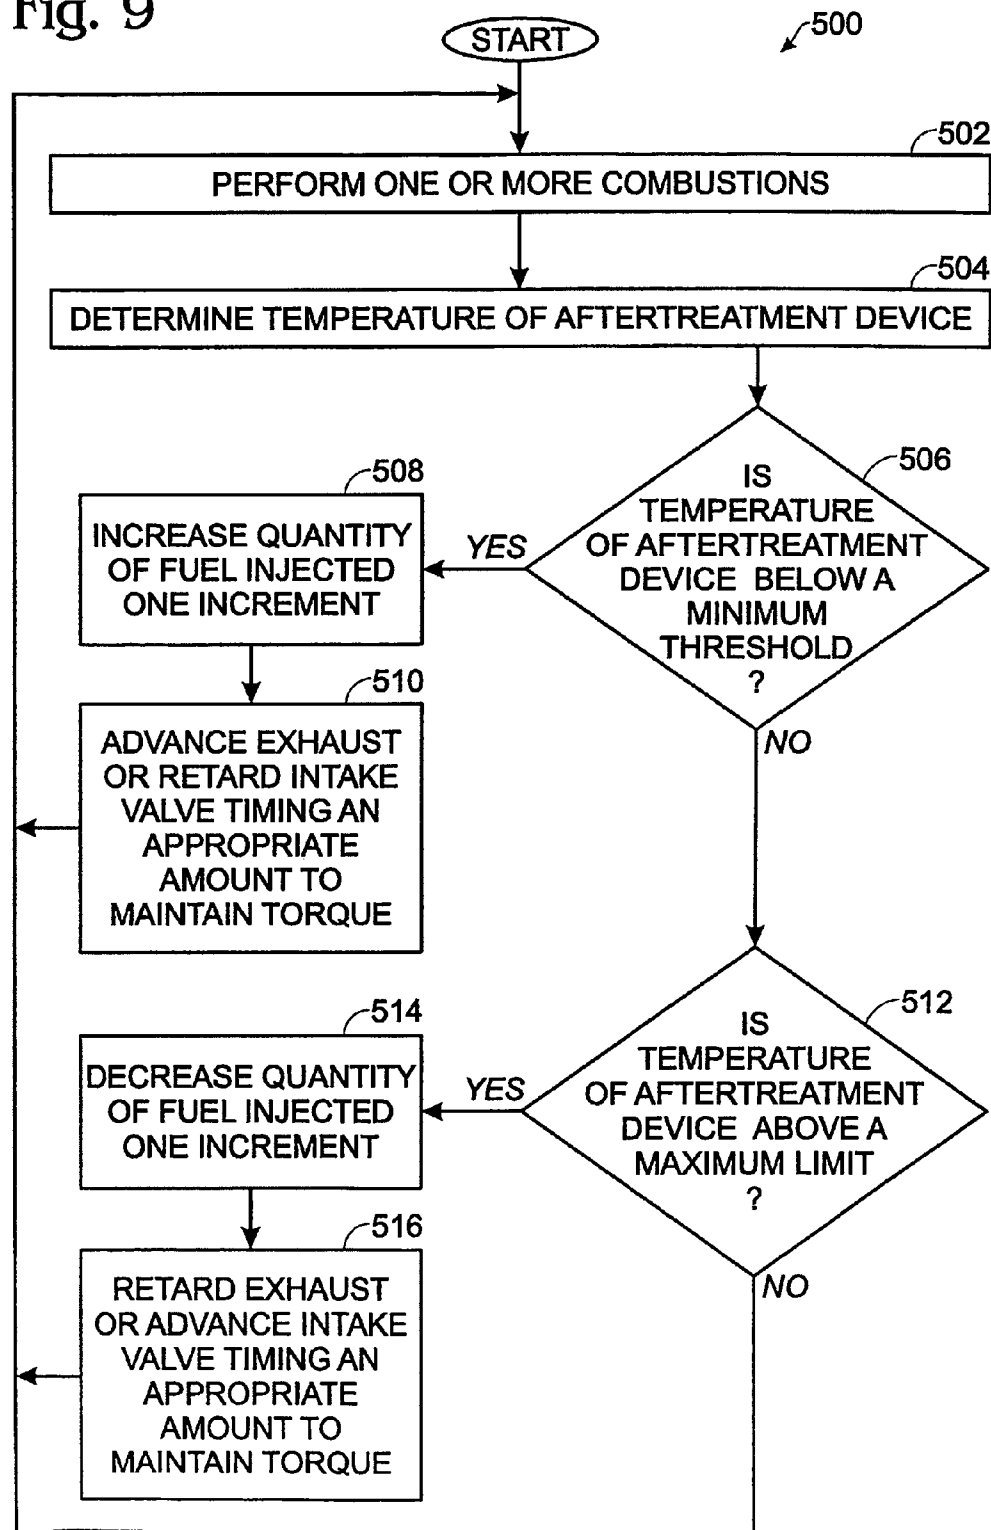 Fig. 9
START
500
502
PERFORM ONE OR MORE COMBUSTIONS
504
DETERMINE TEMPERATURE OF AFTERTREATMENT DEVICE
506
IS
TEMPERATURE
OF AFTERTREATMENT
DEVICE BELOW A
MINIMUM
THRESHOLD
?
YES
NO
508
INCREASE QUANTITY
OF FUEL INJECTED
ONE INCREMENT
510
ADVANCE EXHAUST
OR RETARD INTAKE
VALVE TIMING AN
APPROPRIATE
AMOUNT TO
MAINTAIN TORQUE
512
IS
TEMPERATURE
OF AFTERTREATMENT
DEVICE ABOVE A
MAXIMUM LIMIT
?
YES
NO
514
DECREASE QUANTITY
OF FUEL INJECTED
ONE INCREMENT
516
RETARD EXHAUST
OR ADVANCE INTAKE
VALVE TIMING AN
APPROPRIATE
AMOUNT TO
MAINTAIN TORQUE